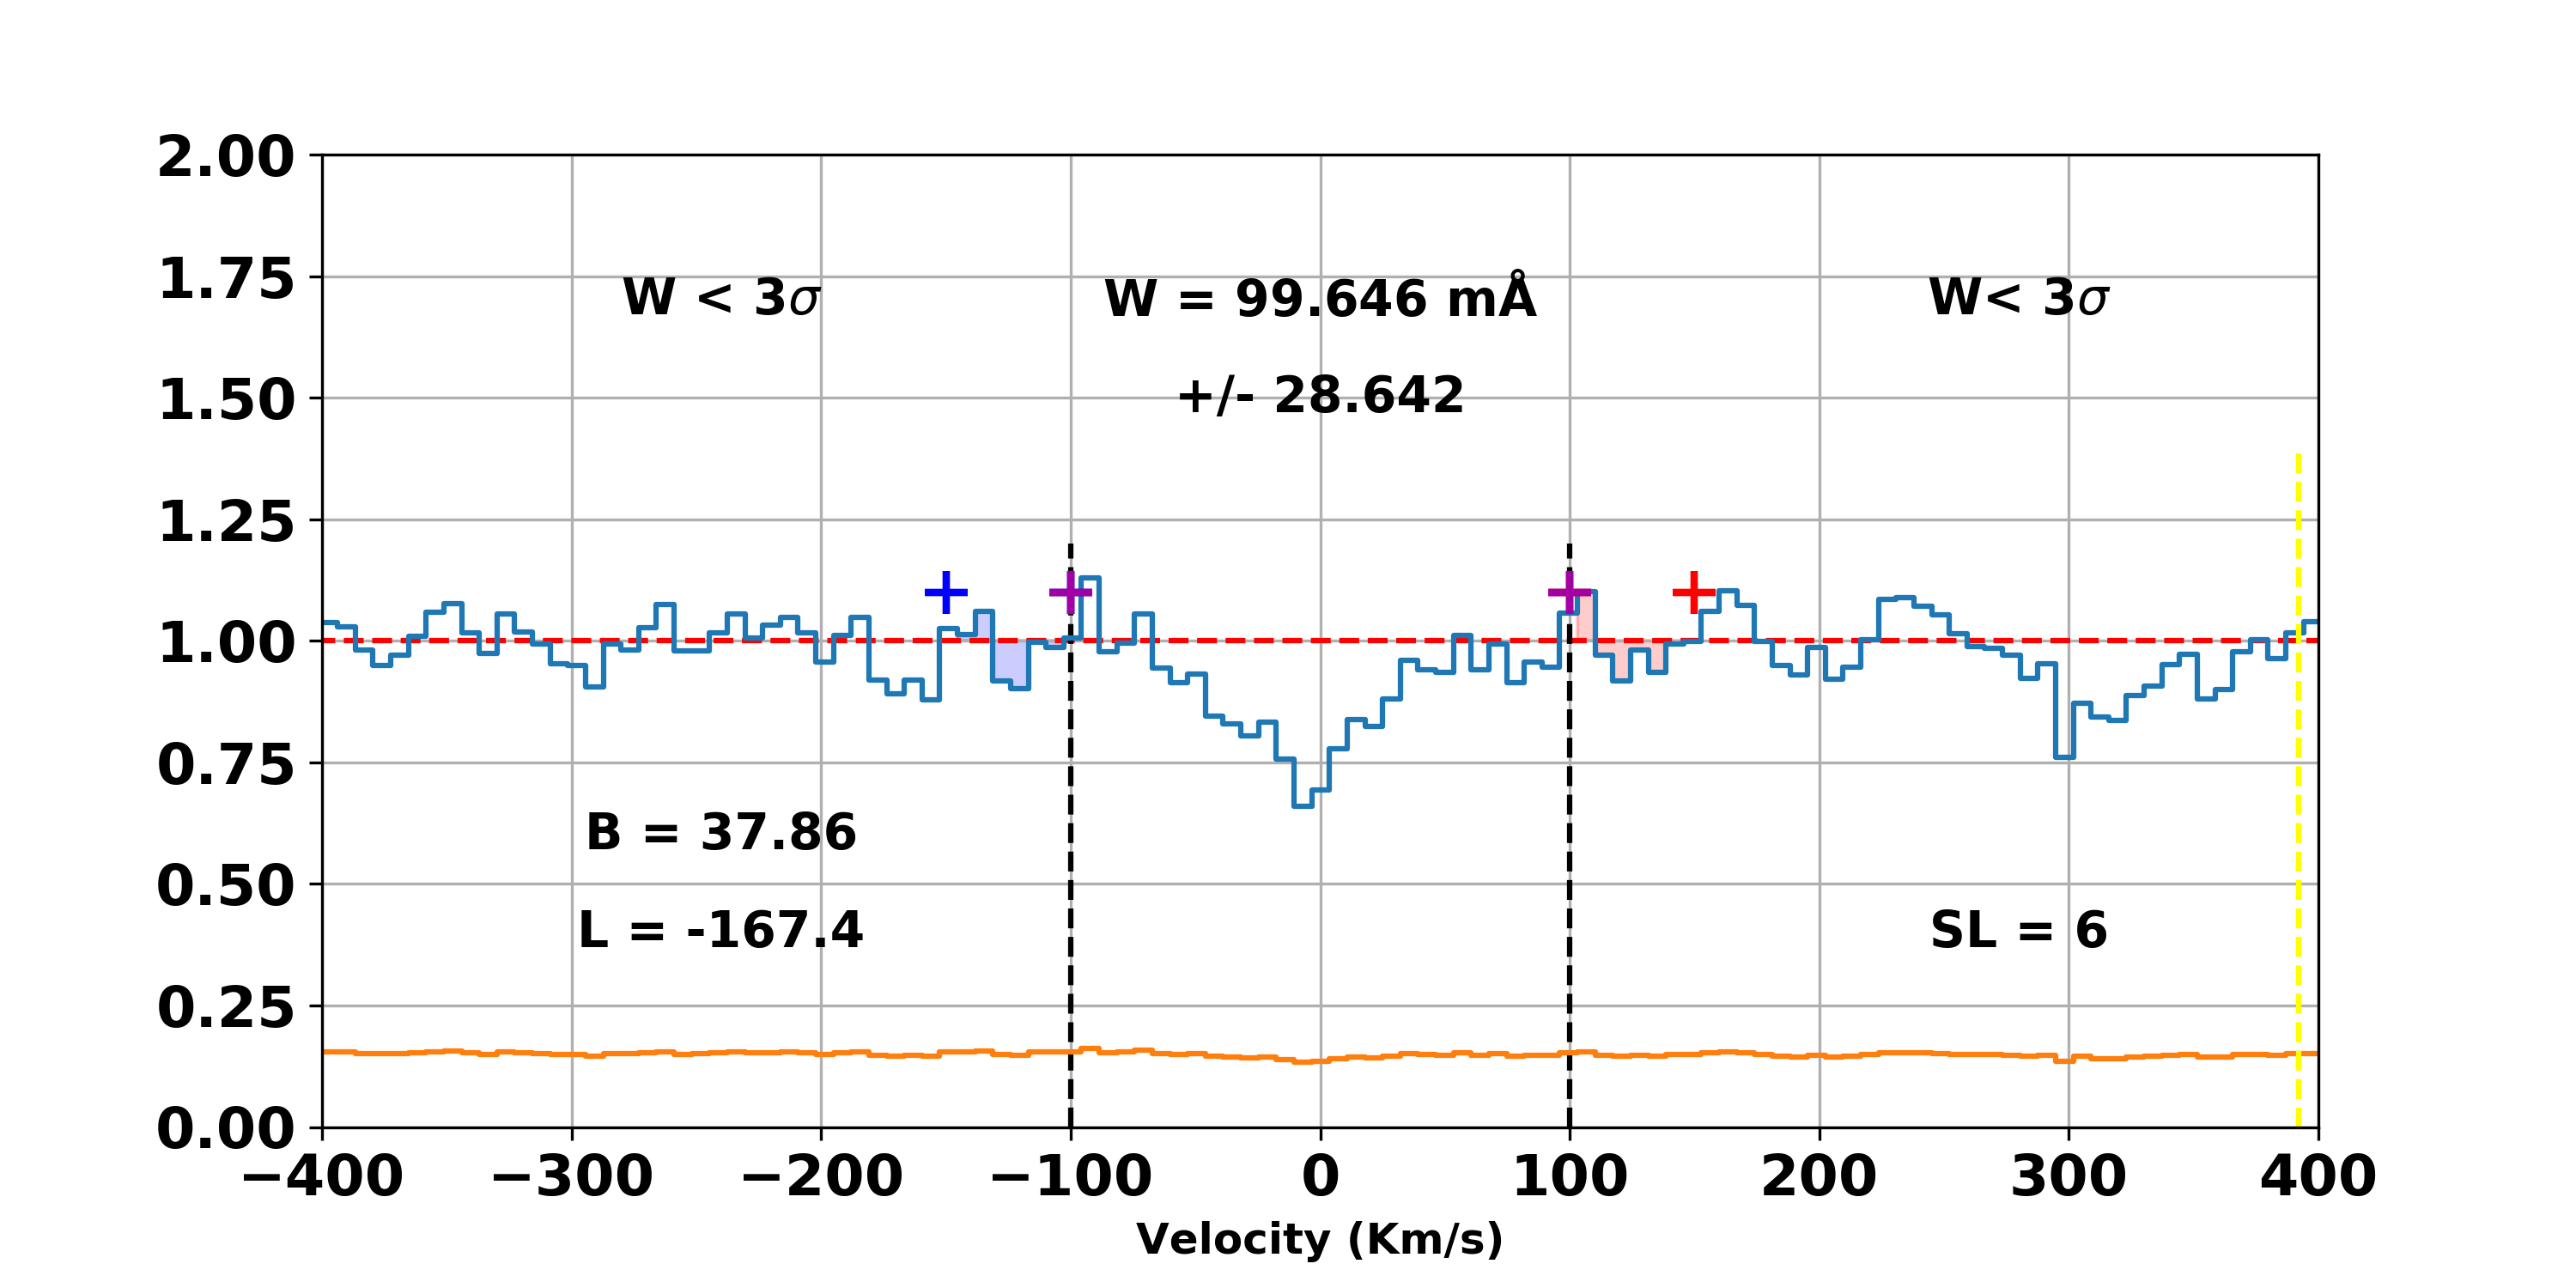 2.00
1.75
W < 3σ W = 99.646 mÅ W< 3σ
1.50
+/- 28.642
1.25
1.00
0.75
B = 37.86
0.50
L = -167.4 SL = 6
0.25
0.00
−400 −300 −200 −100 0 100 200 300 400
Velocity (Km/s)